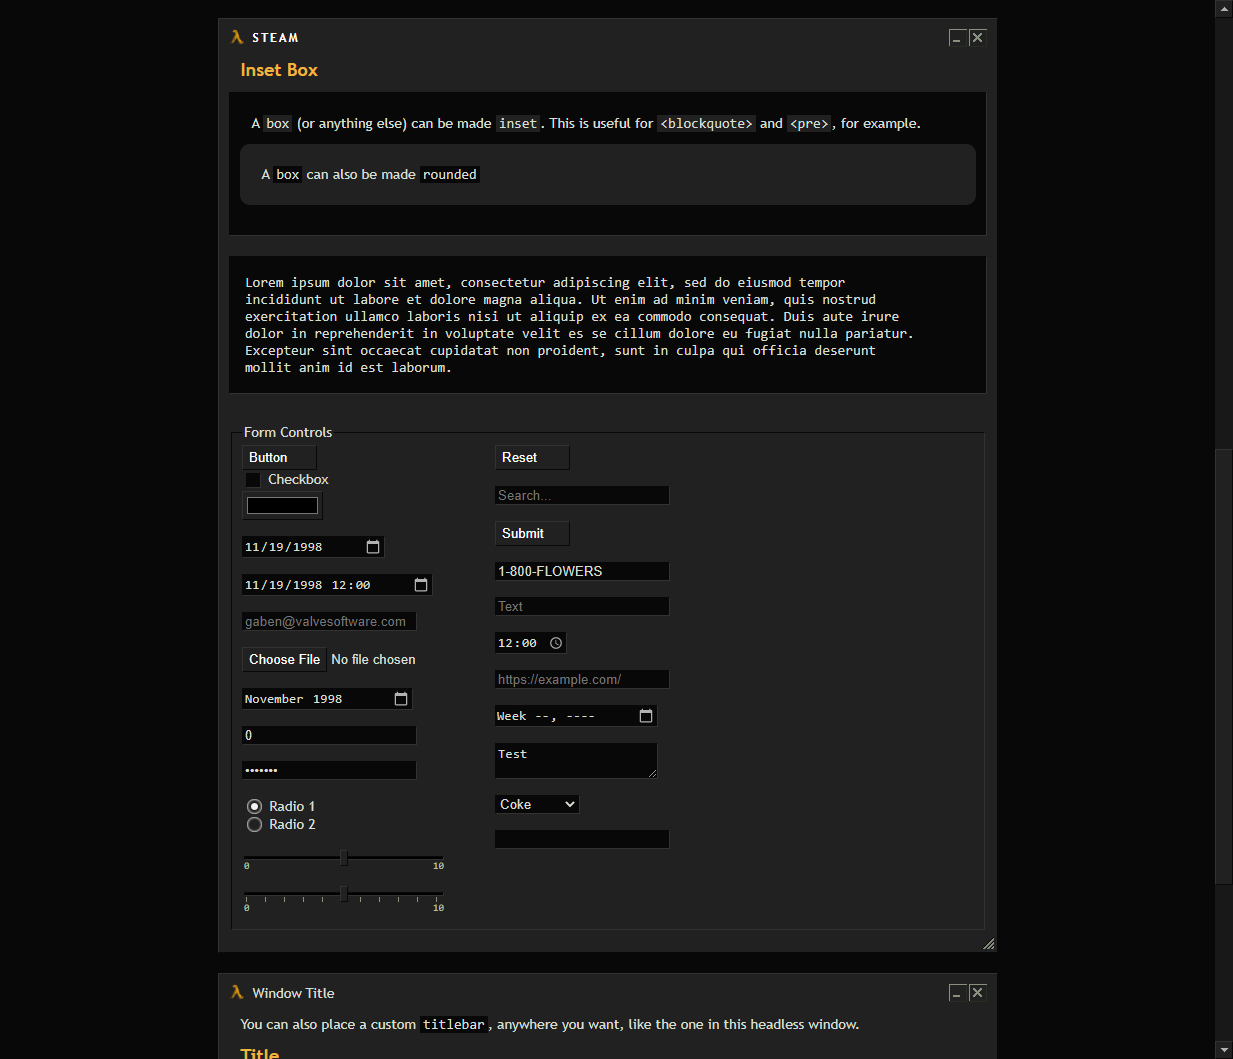 STEAM
Inset Box
A box (or anything else) can be made inset. This is useful for <blockquote> and <pre>, for example.
A box can also be made rounded
Lorem ipsum dolor sit amet, consectetur adipiscing elit, sed do eiusmod tempor
incididunt ut labore et dolore magna aliqua. Ut enim ad minim veniam, quis nostrud
exercitation ullamco laboris nisi ut aliquip ex ea commodo consequat. Duis aute irure
dolor in reprehenderit in voluptate velit es se cillum dolore eu fugiat nulla pariatur.
Excepteur sint occaecat cupidatat non proident, sunt in culpa qui officia deserunt
mollit anim id est laborum.
Form Controls
Button
Checkbox
11/19/1998
11/19/1998 12:00
gaben@valvesoftware.com
Choose File No file chosen
November 1998
0
•••••••
Radio 1
Radio 2
0 10
0 10
Reset
Search...
Submit
1-800-FLOWERS
Text
12:00
https://example.com/
Week --, ----
Test
Coke
Window Title
You can also place a custom titlebar, anywhere you want, like the one in this headless window.
Title